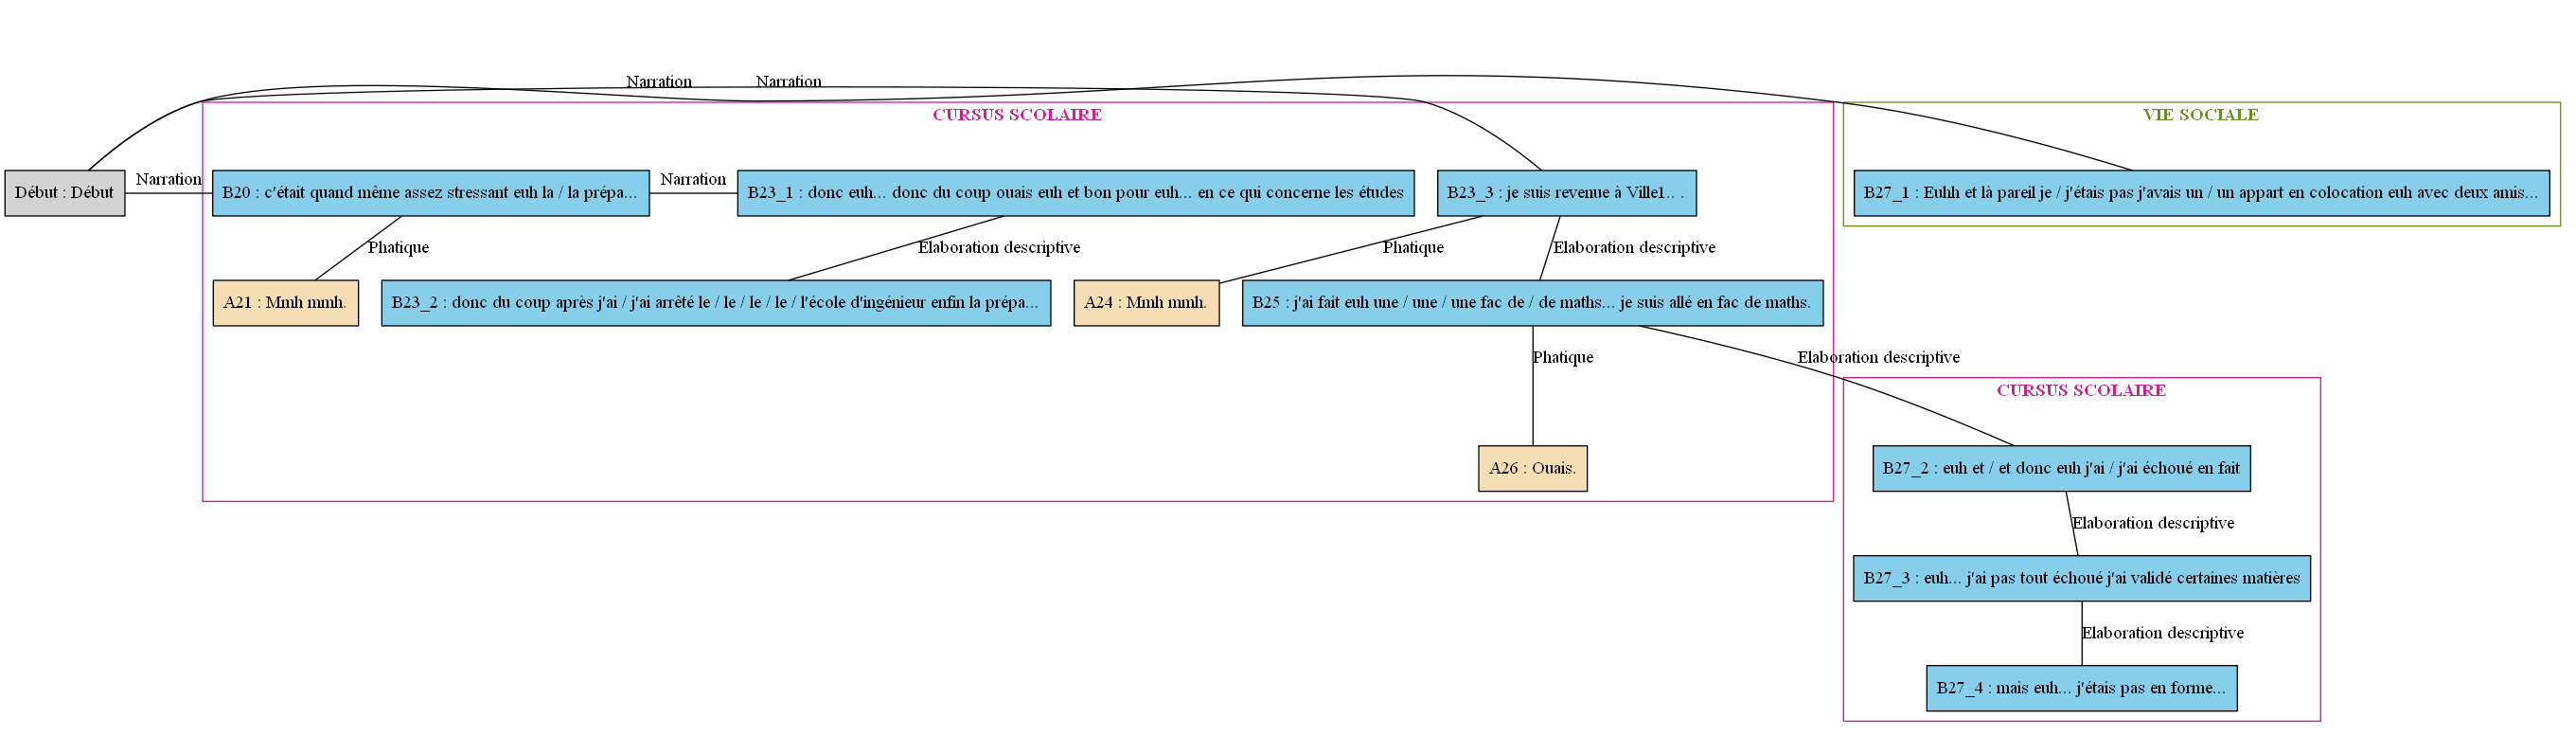 Narration
Narration
CURSUS SCOLAIRE
VIE SOCIALE
Début : Début
Narration
B20 : c'était quand même assez stressant euh la / la prépa...
Narration
B23_1 : donc euh... donc du coup ouais euh et bon pour euh... en ce qui concerne les études
B23_3 : je suis revenue à Ville1.. .
B27_1 : Euhh et là pareil je / j'étais pas j'avais un / un appart en colocation euh avec deux amis...
Phatique
Elaboration descriptive
Phatique
Elaboration descriptive
A21 : Mmh mmh.
B23_2 : donc du coup après j'ai / j'ai arrêté le / le / le / le / l'école d'ingénieur enfin la prépa...
A24 : Mmh mmh.
B25 : j'ai fait euh une / une / une fac de / de maths... je suis allé en fac de maths.
Phatique
Elaboration descriptive
CURSUS SCOLAIRE
A26 : Ouais.
B27_2 : euh et / et donc euh j'ai / j'ai échoué en fait
Elaboration descriptive
B27_3 : euh... j'ai pas tout échoué j'ai validé certaines matières
Elaboration descriptive
B27_4 : mais euh... j'étais pas en forme...